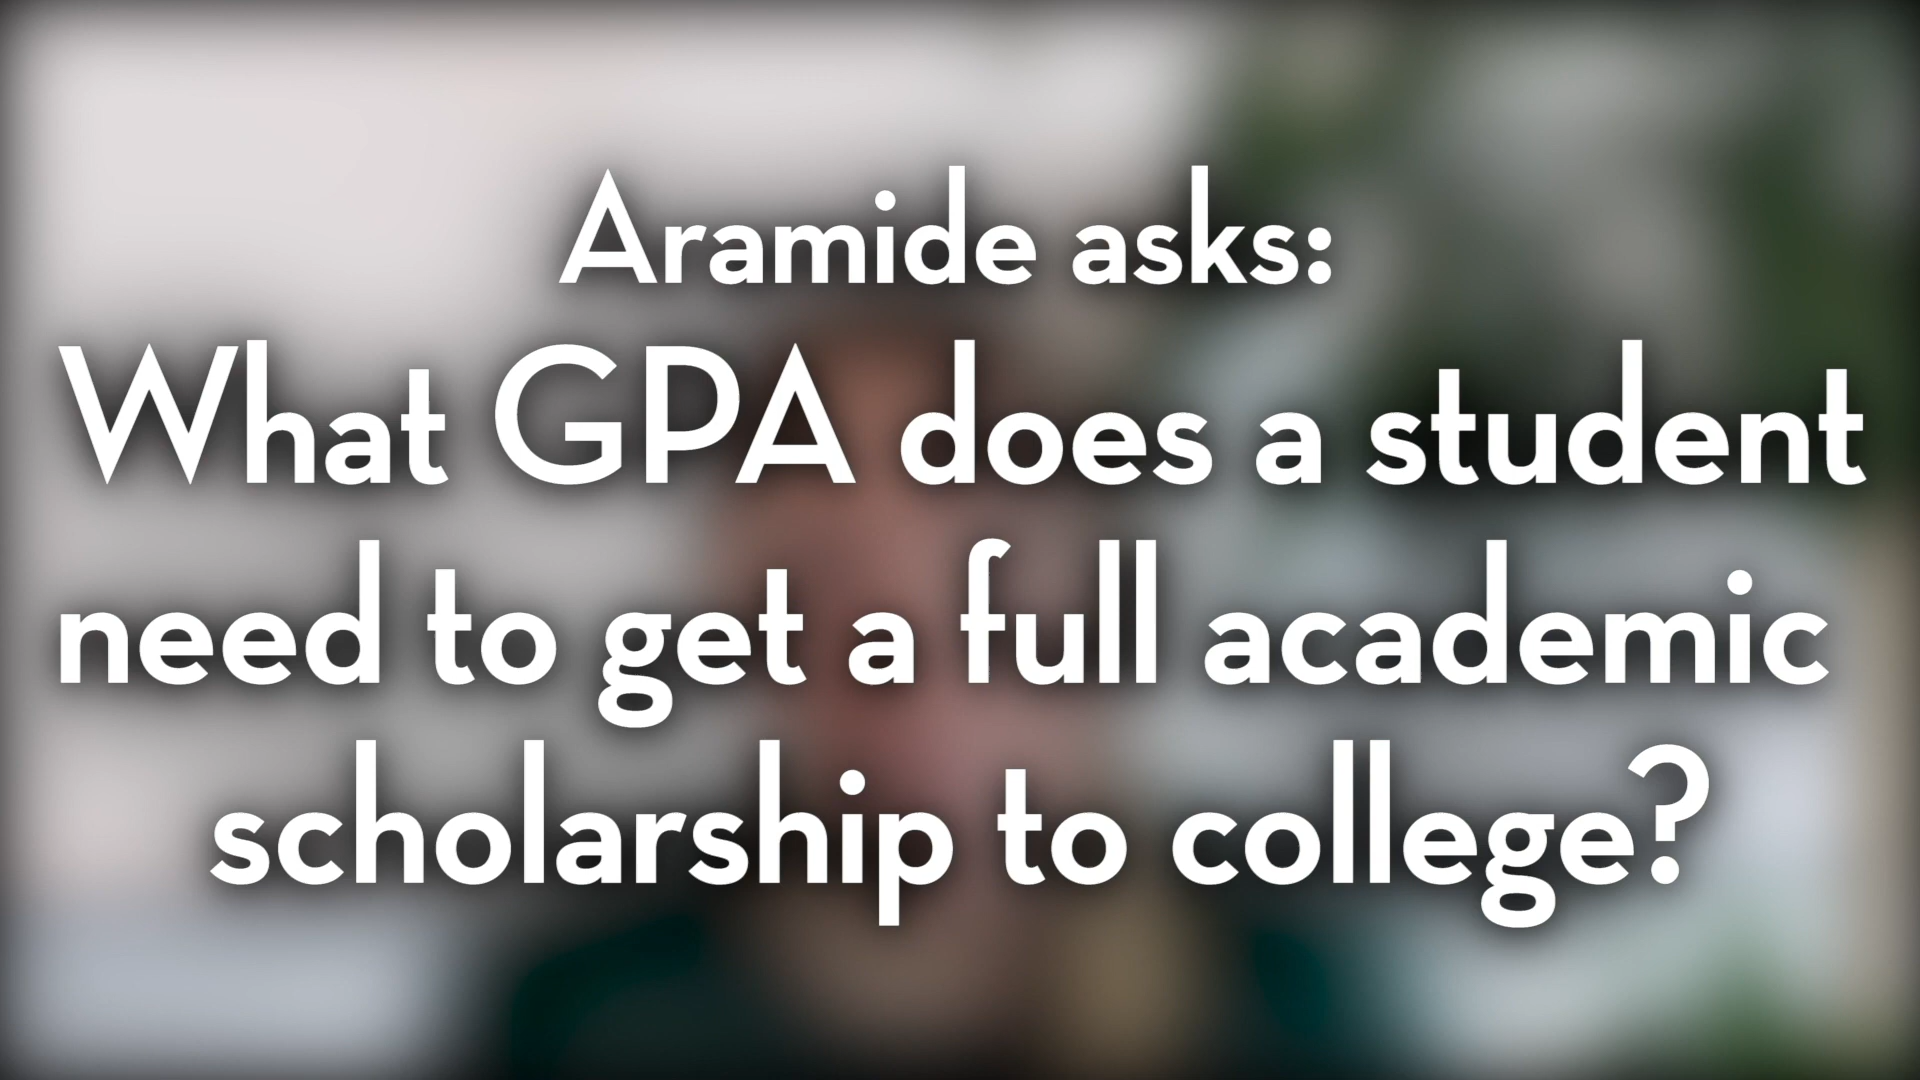 Aramide asks:
What GPA does a student
need to get a full academic
scholarship to college?